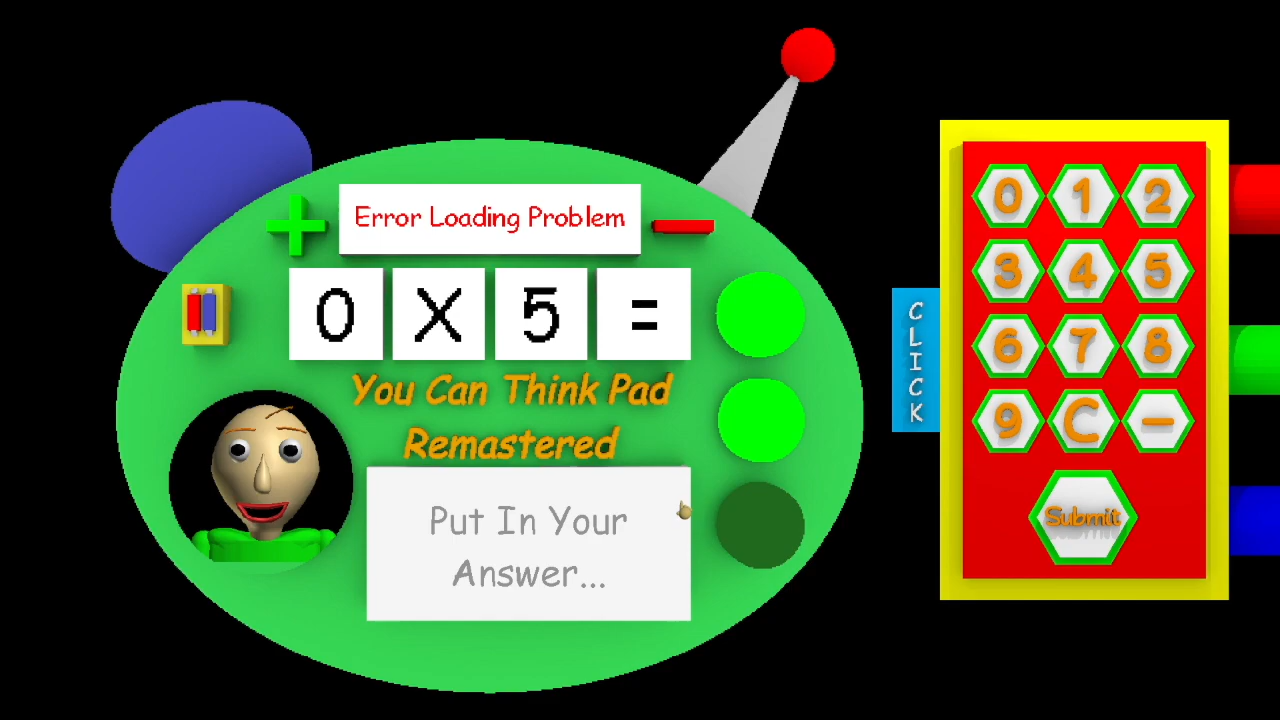 Error Loading Problem
0 X 5 =
You Can Think Pad
Remastered
Put In Your
Answer...
CLICK
0 1 2
3 4 5
6 7 8
9 C -
Submit